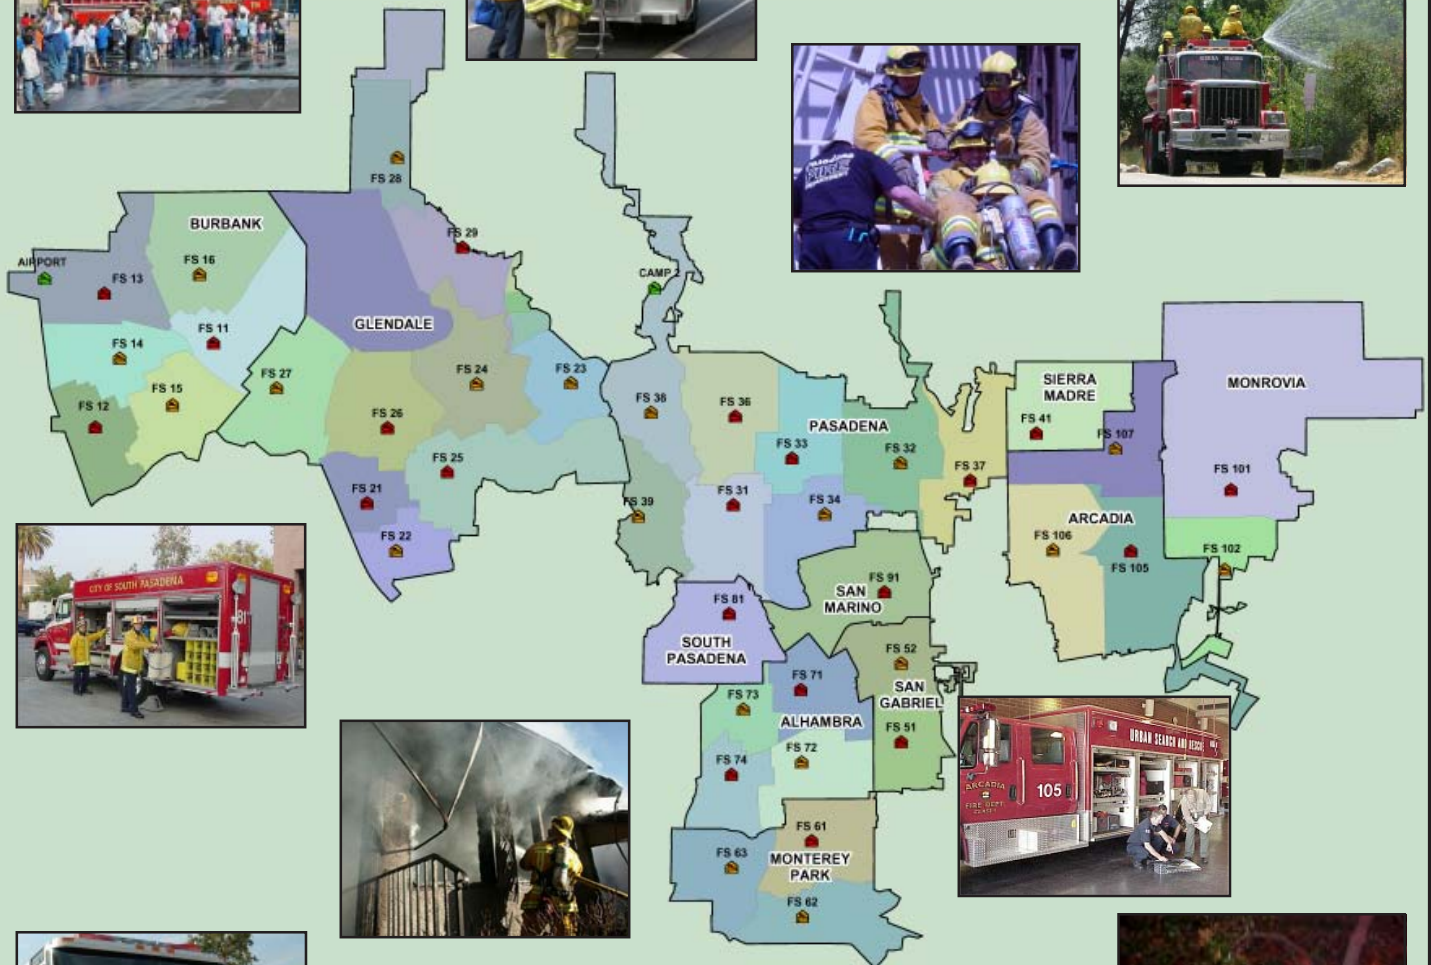 SIERRA MADRE
FS 28
BURBANK
FS 29
FS 16
AIRPORT
FS 13
CAMP 2
GLENDALE
FS 11
FS 14
FS 27
FS 15
FS 24
FS 23
FS 12
FS 26
FS 38
FS 36
PASADENA
FS 33
FS 32
SIERRA
MADRE
FS 41
FS 107
MONROVIA
FS 25
FS 37
FS 101
FS 21
FS 39
FS 31
FS 34
FS 22
ARCADIA
FS 106
FS 105
FS 102
CITY OF SOUTH PASADENA
81
FS 81
FS 91
SAN
MARINO
SOUTH
PASADENA
FS 52
FS 71
SAN
GABRIEL
FS 73
ALHAMBRA
FS 51
FS 72
FS 74
URBAN SEARCH AND RESCUE
ARCADIA
FIRE DEPT.
105
FS 61
FS 63
MONTEREY
PARK
FS 62